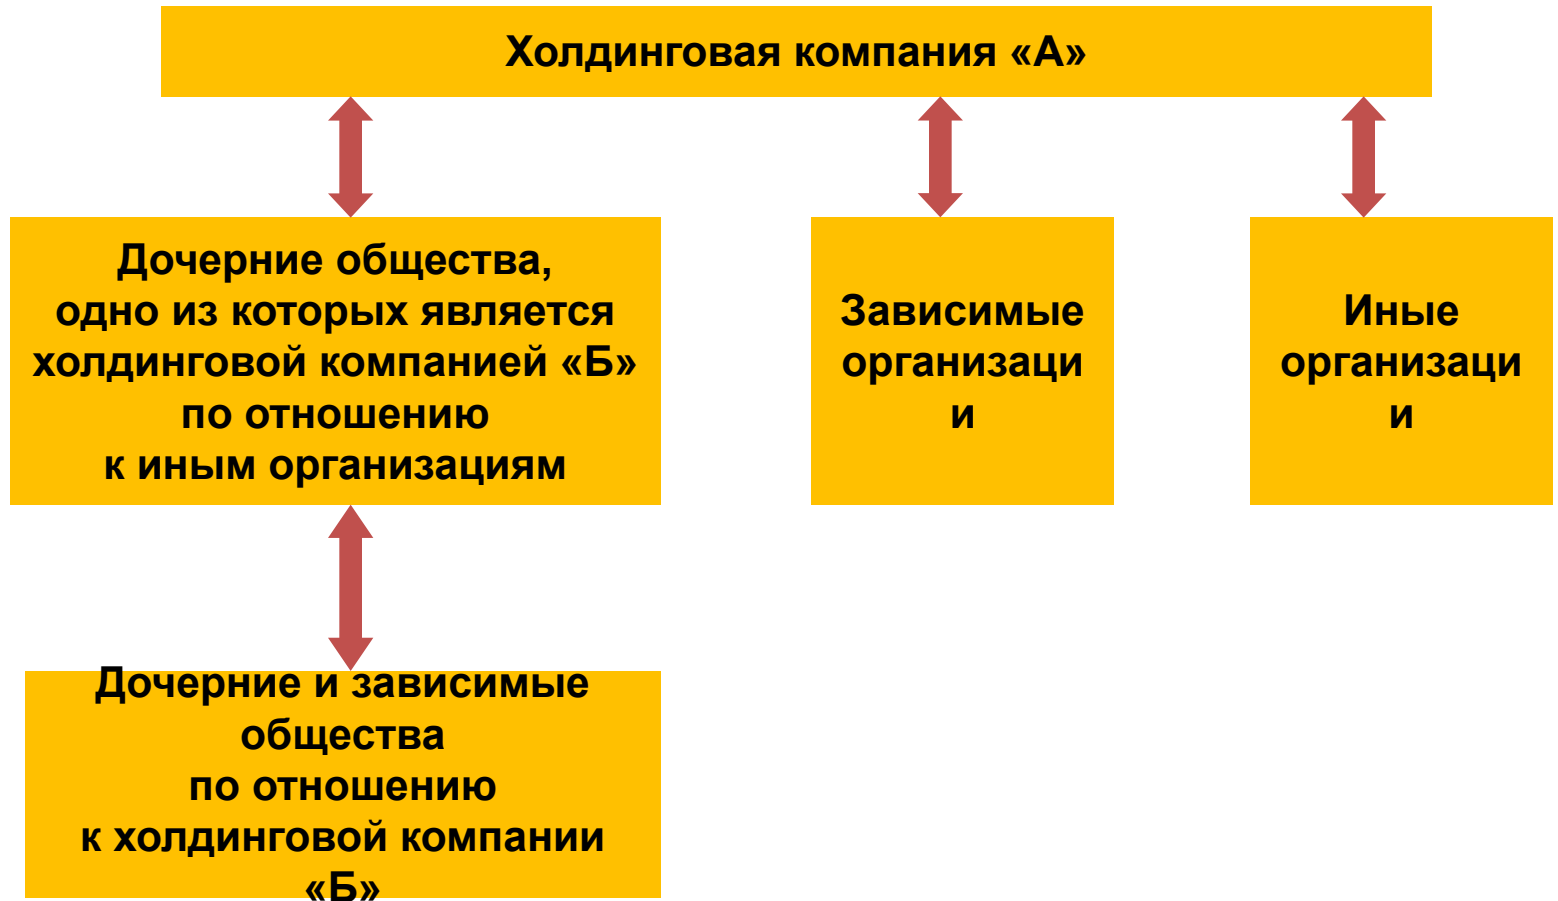 Холдинговая компания «А»
Дочерние общества,
одно из которых является
холдинговой компанией «Б»
по отношению
к иным организациям
Зависимые
организаци
и
Иные
организаци
и
Дочерние и зависимые
общества
по отношению
к холдинговой компании
«Б»